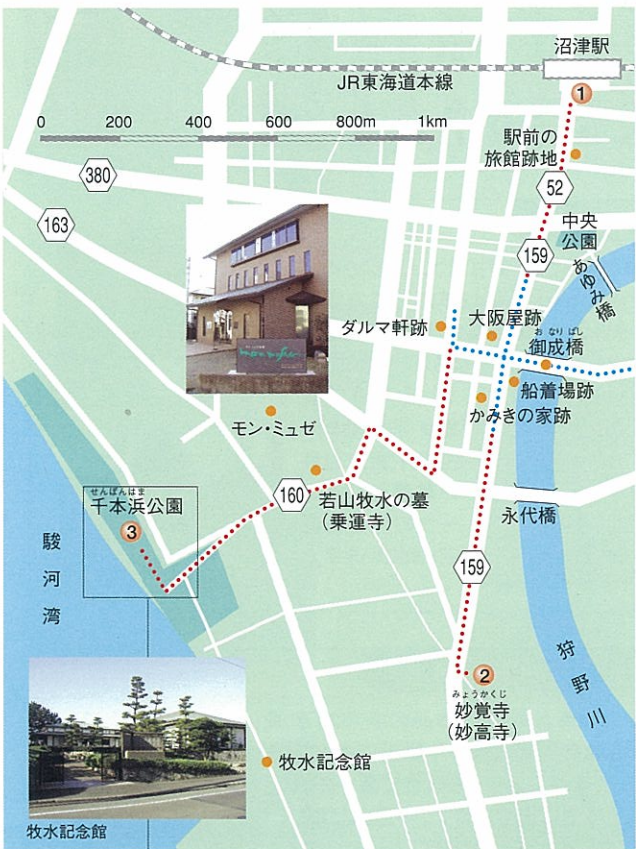 沼津駅
JR東海道本線
①
0 200 400 600 800m 1km
駅前の
旅館跡地
380
52
163
中央
公園
159
あゆみ橋
ダルマ軒跡
大阪屋跡
おなりばし
御成橋
船着場跡
かみきの家跡
モン・ミュゼ
160
若山牧水の墓
(乗運寺)
永代橋
せんぼんはま
千本浜公園
③
駿河湾
159
狩野川
②
みょうかくじ
妙覚寺
(妙高寺)
牧水記念館
牧水記念館